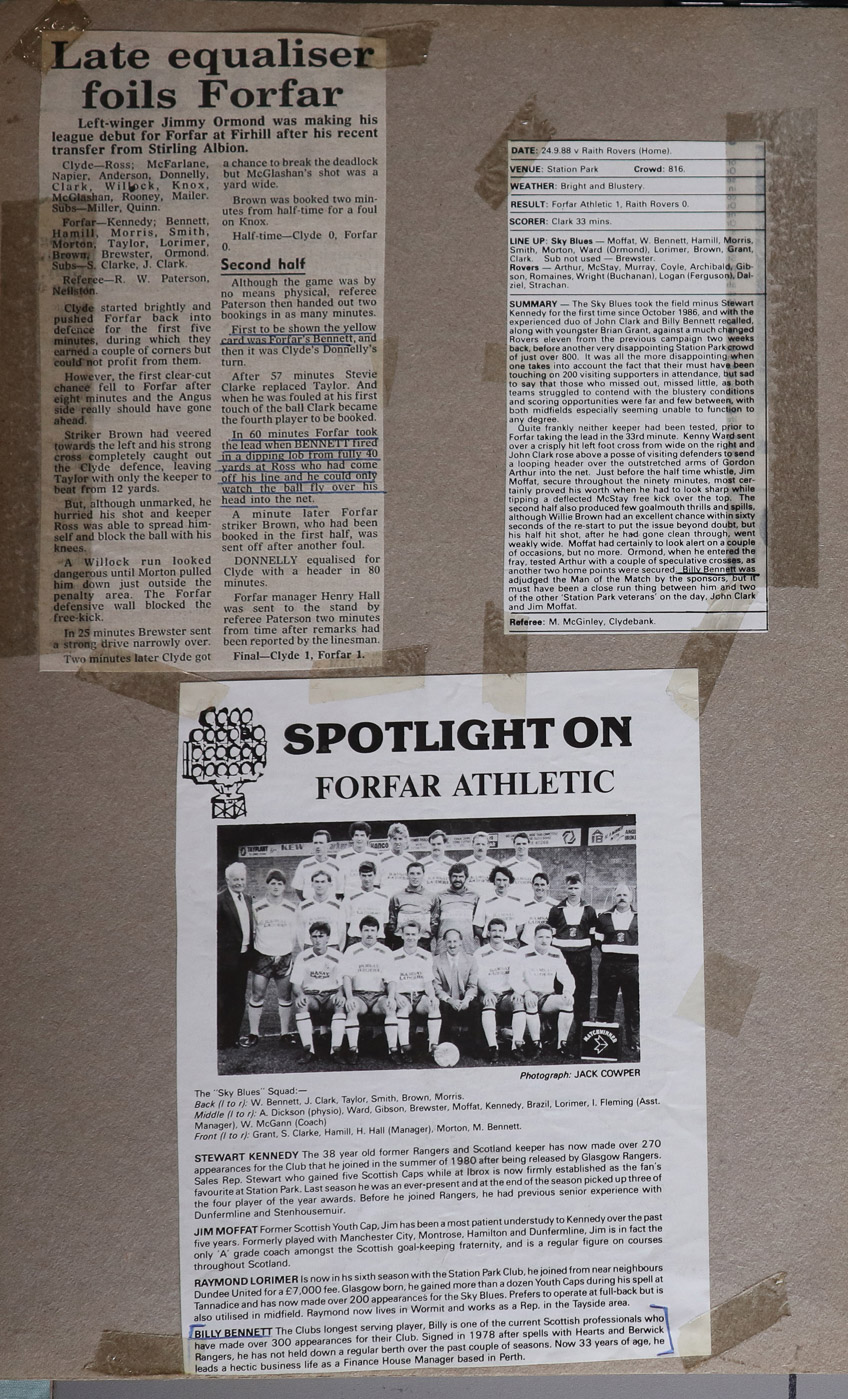 Late equaliser
foils Forfar
Left-winger Jimmy Ormond was making his
league debut for Forfar at Firhill after his recent
transfer from Stirling Albion.
Clyde—Ross; McFarlane,
Napier, Anderson, Donnelly,
Clark, Willock, Knox,
McGlashan, Rooney, Mailer.
Subs—Miller, Quinn.
Forfar—Kennedy; Bennett,
Hamill, Morris, Smith,
Morton, Taylor, Lorimer,
Brown, Brewster, Ormond.
Subs—S. Clarke, J. Clark.
Referee—R. W. Paterson,
Neilston.
Clyde started brightly and
pushed Forfar back into
defence for the first five
minutes, during which they
earned a couple of corners but
could not profit from them.
However, the first clear-cut
chance fell to Forfar after
eight minutes and the Angus
side really should have gone
ahead.
Striker Brown had veered
towards the left and his strong
cross completely caught out
the Clyde defence, leaving
Taylor with only the keeper to
beat from 12 yards.
But, although unmarked, he
hurried his shot and keeper
Ross was able to spread him-
self and block the ball with his
knees.
A Willock run looked
dangerous until Morton pulled
him down just outside the
penalty area. The Forfar
defensive wall blocked the
free-kick.
In 25 minutes Brewster sent
a strong drive narrowly over.
Two minutes later Clyde got
a chance to break the deadlock
but McGlashan's shot was a
yard wide.
Brown was booked two min-
utes from half-time for a foul
on Knox.
Half-time—Clyde 0, Forfar
0.
Second half
Although the game was by
no means physical, referee
Paterson then handed out two
bookings in as many minutes.
First to be shown the yellow
card was Forfar's Bennett, and
then it was Clyde's Donnelly's
turn.
After 57 minutes Stevie
Clarke replaced Taylor. And
when he was fouled at his first
touch of the ball Clark became
the fourth player to be booked.
In 60 minutes Forfar took
the lead when BENNETT fired
in a dipping lob from fully 40
yards at Ross who had come
off his line and he could only
watch the ball fly over his
head into the net.
A minute later Forfar
striker Brown, who had been
booked in the first half, was
sent off after another foul.
DONNELLY equalised for
Clyde with a header in 80
minutes.
Forfar manager Henry Hall
was sent to the stand by
referee Paterson two minutes
from time after remarks had
been reported by the linesman.
Final—Clyde 1, Forfar 1.
DATE: 24.9.88 v Raith Rovers (Home).
VENUE: Station Park Crowd: 816.
WEATHER: Bright and Blustery.
RESULT: Forfar Athletic 1, Raith Rovers 0.
SCORER: Clark 33 mins.
LINE UP: Sky Blues — Moffat, W. Bennett, Hamill, Morris,
Smith, Morton, Ward (Ormond), Lorimer, Brown, Grant,
Clark. Sub not used — Brewster.
Rovers — Arthur, McStay, Murray, Coyle, Archibald, Gib-
son, Romaines, Wright (Buchanan), Logan (Ferguson), Dal-
ziel, Strachan.
SUMMARY — The Sky Blues took the field minus Stewart
Kennedy for the first time since October 1986, and with the
experienced duo of John Clark and Billy Bennett recalled,
along with youngster Brian Grant, against a much changed
Rovers eleven from the previous campaign two weeks
back, before another very disappointing Station Park crowd
of just over 800. It was all the more disappointing when
one takes into account the fact that their must have been
touching on 200 visiting supporters in attendance, but sad
to say that those who missed out, missed little, as both
teams struggled to contend with the blustery conditions
and scoring opportunities were far and few between, with
both midfields especially seeming unable to function to
any degree.
Quite frankly neither keeper had been tested, prior to
Forfar taking the lead in the 33rd minute. Kenny Ward sent
over a crisply hit left foot cross from wide on the right and
John Clark rose above a posse of visiting defenders to send
a looping header over the outstretched arms of Gordon
Arthur into the net. Just before the half time whistle, Jim
Moffat, secure throughout the ninety minutes, most cer-
tainly proved his worth when he had to look sharp while
tipping a deflected McStay free kick over the top. The
second half also produced few goalmouth thrills and spills,
although Willie Brown had an excellent chance within sixty
seconds of the re-start to put the issue beyond doubt, but
his half hit shot, after he had gone clean through, went
weakly wide. Moffat had certainly to look alert on a couple
of occasions, but no more. Ormond, when he entered the
fray, tested Arthur with a couple of speculative crosses, as
another two home points were secured. Billy Bennett was
adjudged the Man of the Match by the sponsors, but it
must have been a close run thing between him and two
of the other 'Station Park veterans' on the day, John Clark
and Jim Moffat.
Referee: M. McGinley, Clydebank.
SPOTLIGHT ON
FORFAR ATHLETIC
TAYPLANT KEW
MATCHWINNER
Photograph: JACK COWPER
The "Sky Blues" Squad:—
Back (l to r): W. Bennett, J. Clark, Taylor, Smith, Brown, Morris.
Middle (l to r): A. Dickson (physio), Ward, Gibson, Brewster, Moffat, Kennedy, Brazil, Lorimer, I. Fleming (Asst.
Manager), W. McGann (Coach)
Front (l to r): Grant, S. Clarke, Hamill, H. Hall (Manager), Morton, M. Bennett.
STEWART KENNEDY The 38 year old former Rangers and Scotland keeper has now made over 270
appearances for the Club that he joined in the summer of 1980 after being released by Glasgow Rangers.
Sales Rep. Stewart who gained five Scottish Caps while at Ibrox is now firmly established as the fan's
favourite at Station Park. Last season he was an ever-present and at the end of the season picked up three of
the four player of the year awards. Before he joined Rangers, he had previous senior experience with
Dunfermline and Stenhousemuir.
JIM MOFFAT Former Scottish Youth Cap, Jim has been a most patient understudy to Kennedy over the past
five years. Formerly played with Manchester City, Montrose, Hamilton and Dunfermline, Jim is in fact the
only 'A' grade coach amongst the Scottish goal-keeping fraternity, and is a regular figure on courses
throughout Scotland.
RAYMOND LORIMER Is now in hs sixth season with the Station Park Club, he joined from near neighbours
Dundee United for a £7,000 fee. Glasgow born, he gained more than a dozen Youth Caps during his spell at
Tannadice and has now made over 200 appearances for the Sky Blues. Prefers to operate at full-back but is
also utilised in midfield. Raymond now lives in Wormit and works as a Rep. in the Tayside area.
BILLY BENNETT The Clubs longest serving player, Billy is one of the current Scottish professionals who
have made over 300 appearances for their Club. Signed in 1978 after spells with Hearts and Berwick
Rangers, he has not held down a regular berth over the past couple of seasons. Now 33 years of age, he
leads a hectic business life as a Finance House Manager based in Perth.